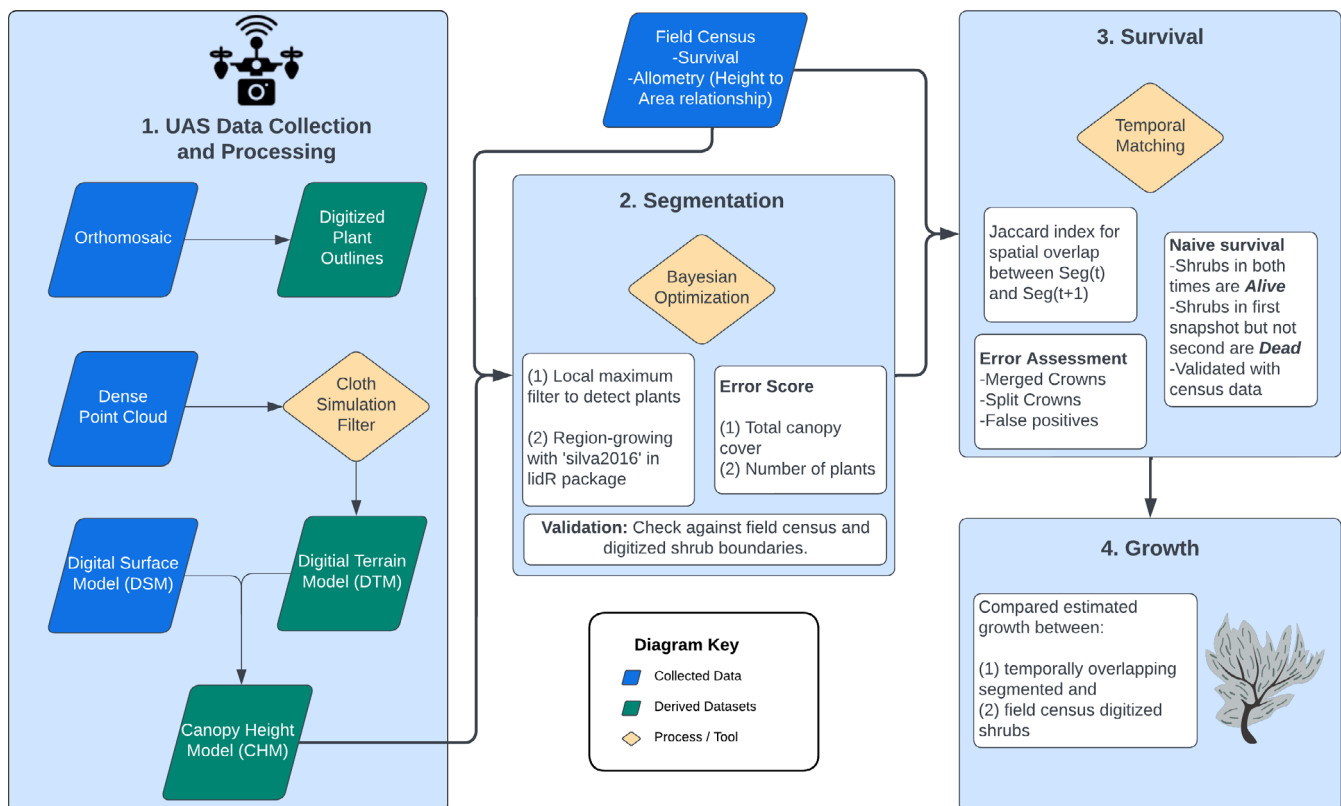 1. UAS Data Collection
and Processing
Orthomosaic
Digitized
Plant
Outlines
Dense
Point Cloud
Cloth
Simulation
Filter
Digital Surface
Model (DSM)
Digitial Terrain
Model (DTM)
Canopy Height
Model (CHM)
Field Census
-Survival
-Allometry (Height to
Area relationship)
2. Segmentation
Bayesian
Optimization
(1) Local maximum
filter to detect plants
(2) Region-growing
with 'silva2016' in
lidR package
Error Score
(1) Total canopy
cover
(2) Number of plants
Validation: Check against field census and
digitized shrub boundaries.
Diagram Key
Collected Data
Derived Datasets
Process / Tool
3. Survival
Temporal
Matching
Jaccard index for
spatial overlap
between Seg(t)
and Seg(t+1)
Naive survival
-Shrubs in both
times are Alive
-Shrubs in first
snapshot but not
second are Dead
-Validated with
census data
Error Assessment
-Merged Crowns
-Split Crowns
-False positives
4. Growth
Compared estimated
growth between:
(1) temporally overlapping
segmented and
(2) field census digitized
shrubs